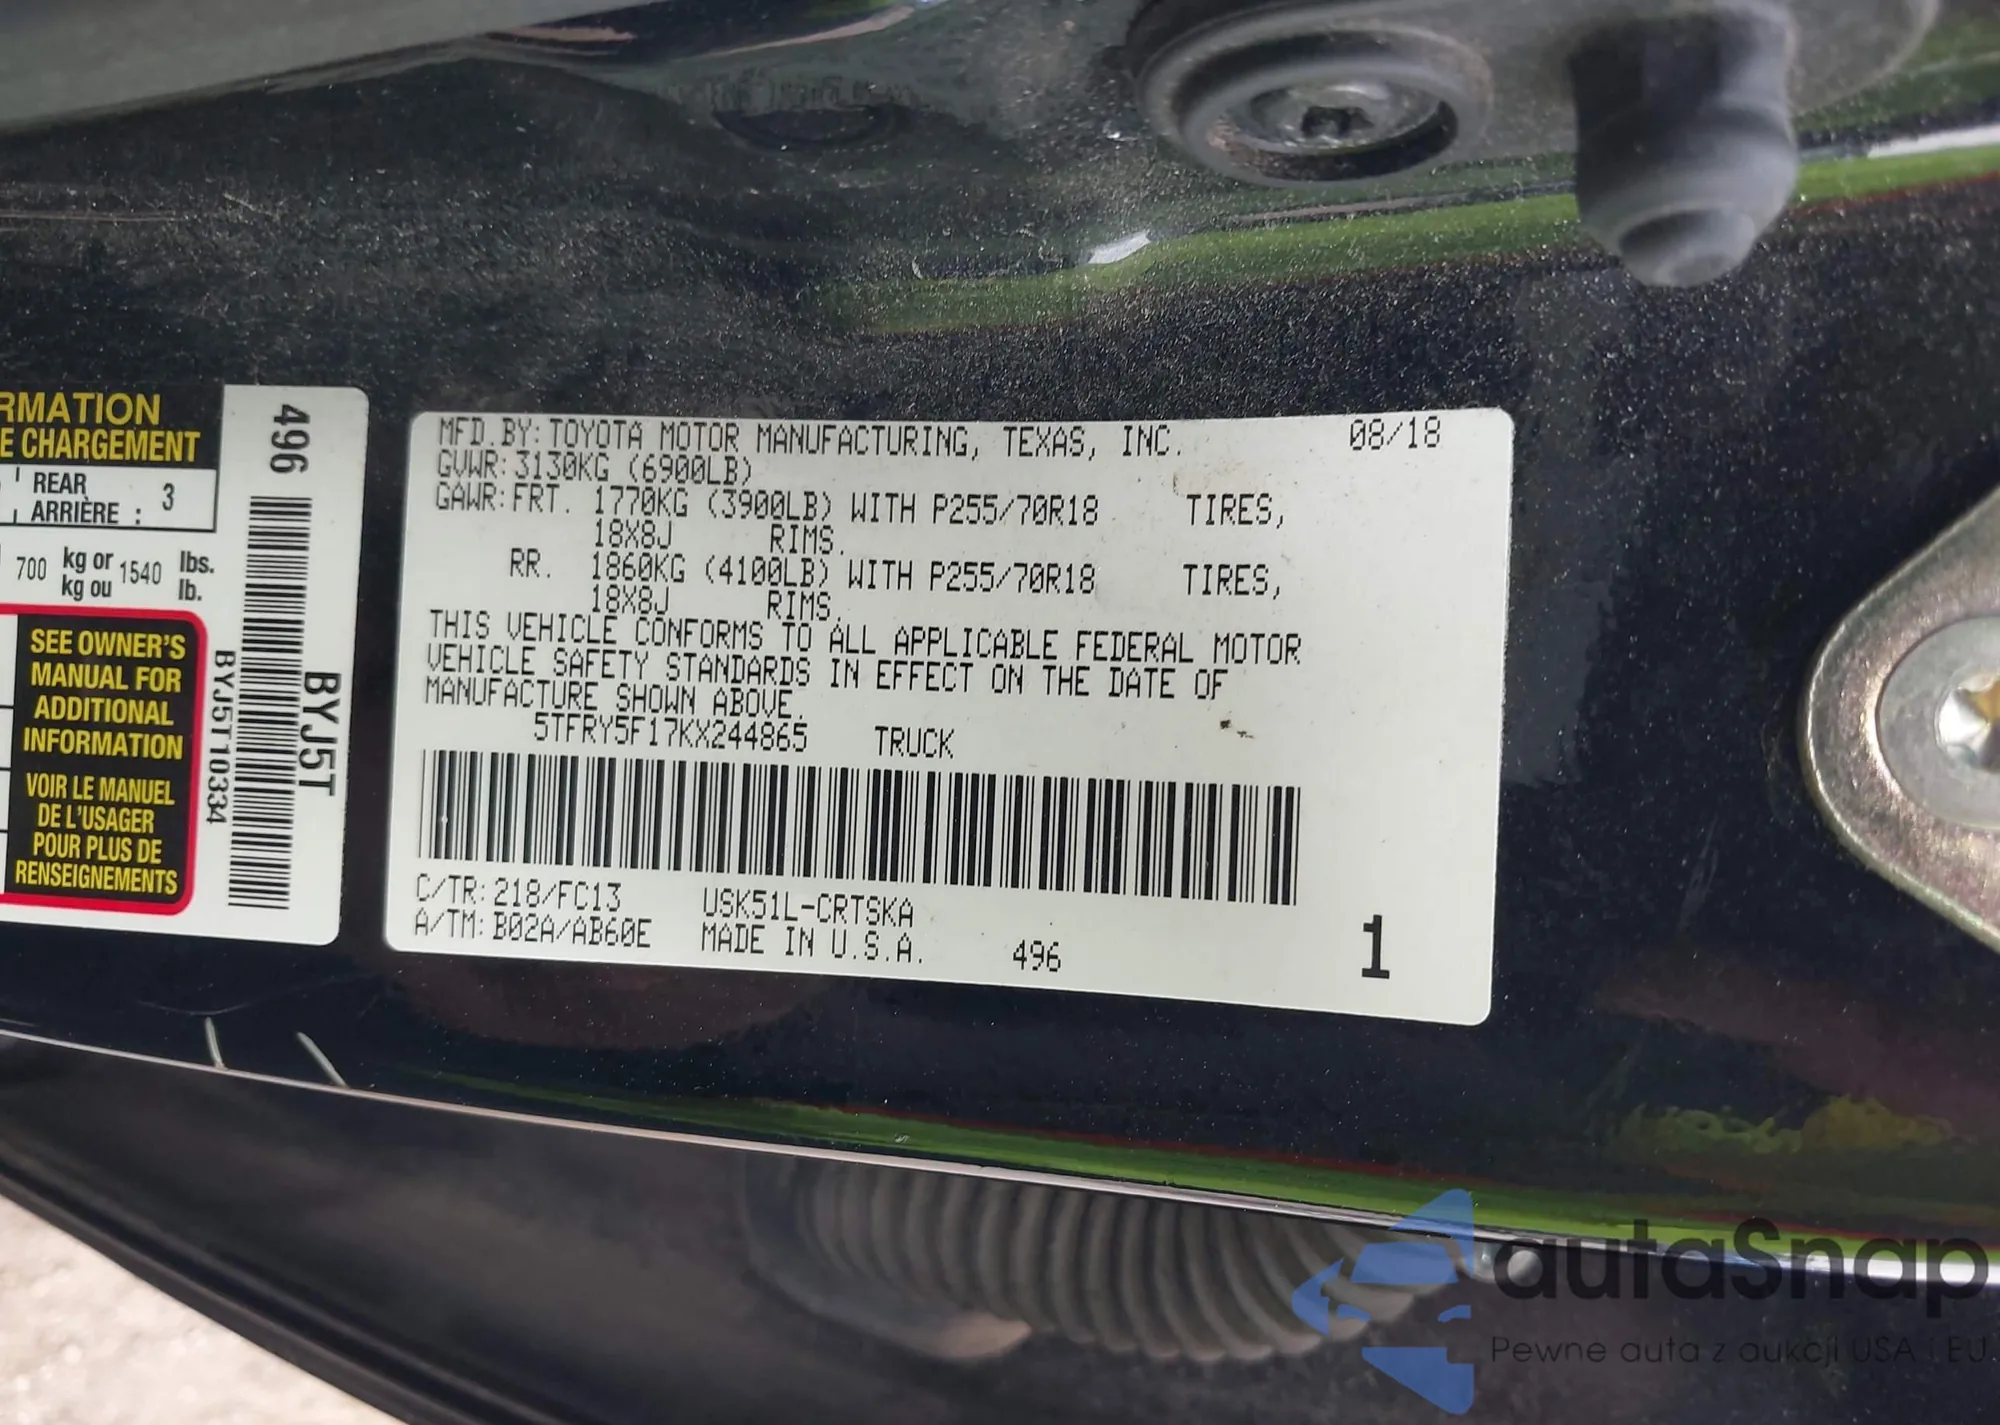 RMATION
E CHARGEMENT
REAR
ARRIÈRE : 3
700 kg or 1540 lbs.
kg ou lb.
SEE OWNER'S
MANUAL FOR
ADDITIONAL
INFORMATION
VOIR LE MANUEL
DE L'USAGER
POUR PLUS DE
RENSEIGNEMENTS
496
BYJ5T
BYJ5T10334
MFD.BY:TOYOTA MOTOR MANUFACTURING, TEXAS, INC. 08/18
GVWR:3130KG (6900LB)
GAWR:FRT. 1770KG (3900LB) WITH P255/70R18 TIRES,
18X8J RIMS.
RR. 1860KG (4100LB) WITH P255/70R18 TIRES,
18X8J RIMS.
THIS VEHICLE CONFORMS TO ALL APPLICABLE FEDERAL MOTOR
VEHICLE SAFETY STANDARDS IN EFFECT ON THE DATE OF
MANUFACTURE SHOWN ABOVE.
5TFRY5F17KX244865 TRUCK
C/TR:218/FC13 USK51L-CRTSKA
A/TM:B02A/AB60E MADE IN U.S.A. 496
1
autaSnap
Pewne auta z aukcji USA i EU